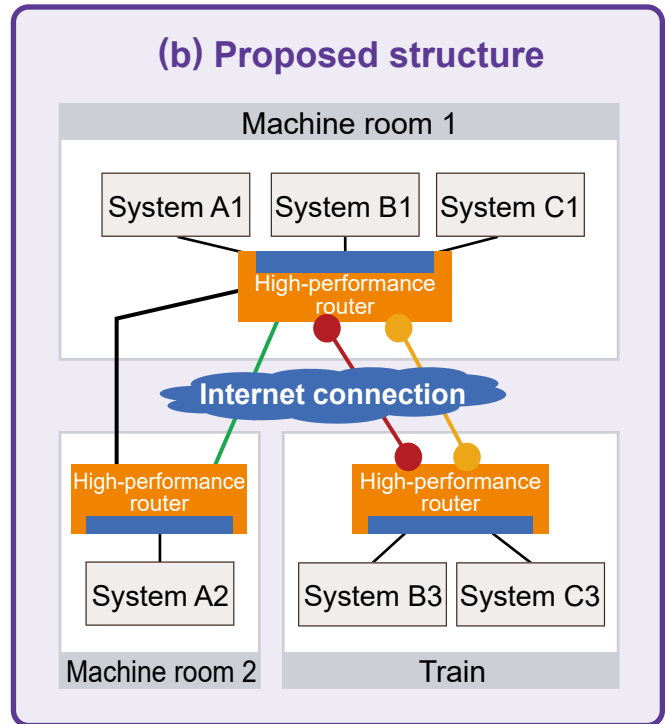 (b) Proposed structure
Machine room 1
System A1
System B1
System C1
High-performance
router
Internet connection
High-performance
router
System A2
Machine room 2
High-performance
router
System B3
System C3
Train